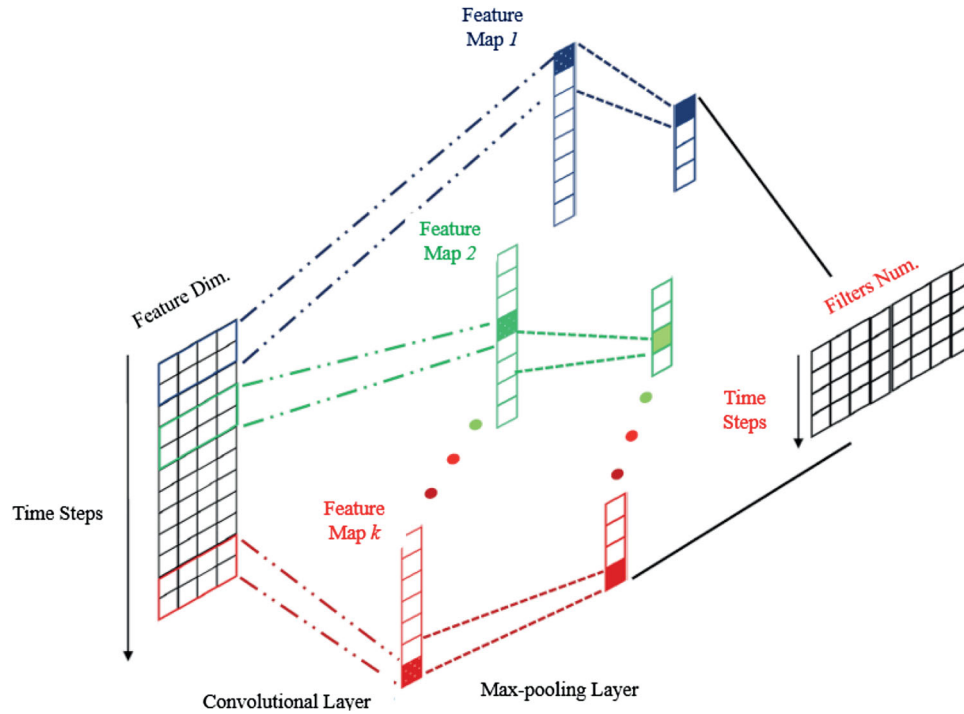 Feature
Map 1
Feature
Map 2
Feature Dim.
Filters Num.
Time
Steps
Time Steps
Feature
Map k
Convolutional Layer
Max-pooling Layer